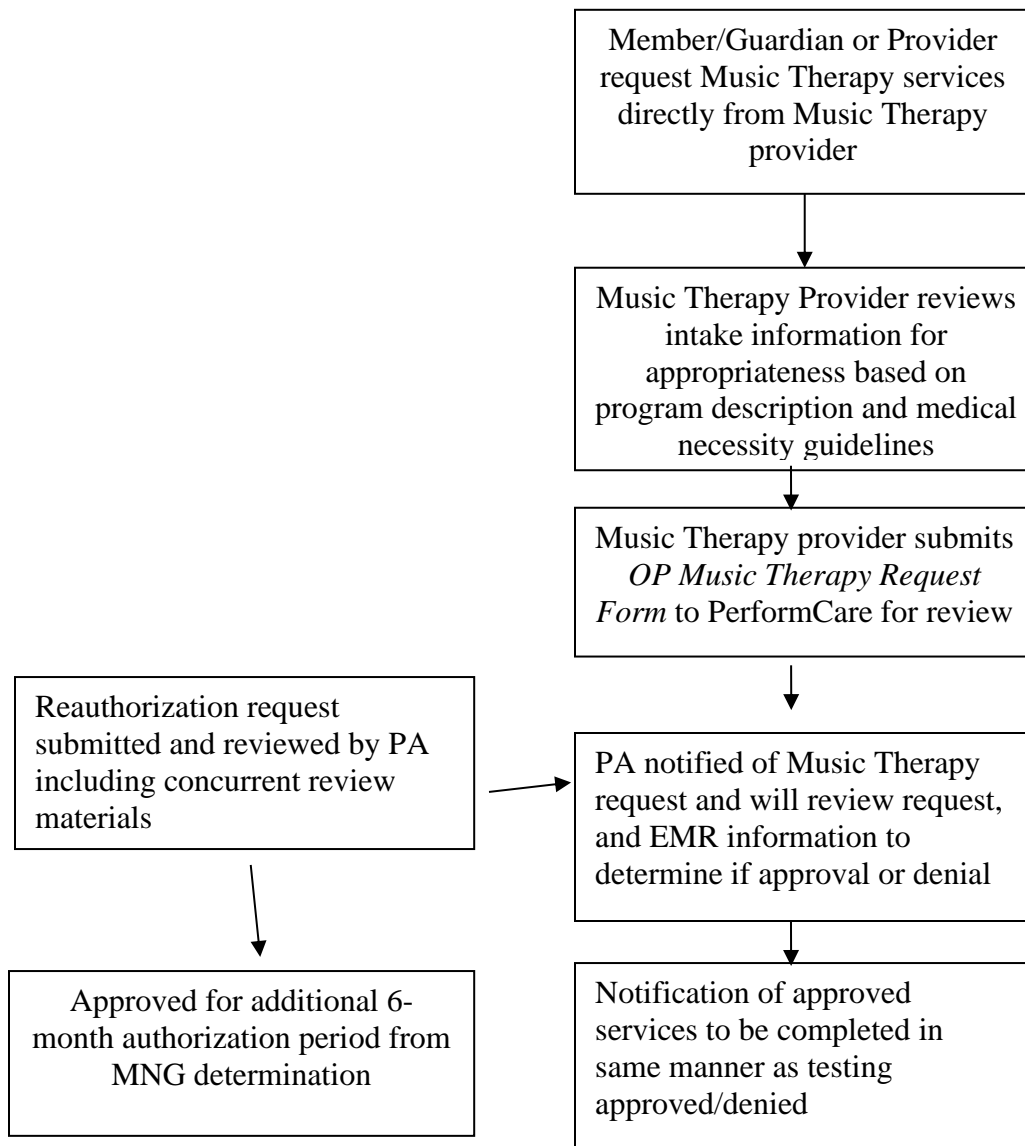 Member/Guardian or Provider
request Music Therapy services
directly from Music Therapy
provider
Music Therapy Provider reviews
intake information for
appropriateness based on
program description and medical
necessity guidelines
Music Therapy provider submits
OP Music Therapy Request
Form to PerformCare for review
Reauthorization request
submitted and reviewed by PA
including concurrent review
materials
PA notified of Music Therapy
request and will review request,
and EMR information to
determine if approval or denial
Approved for additional 6-
month authorization period from
MNG determination
Notification of approved
services to be completed in
same manner as testing
approved/denied